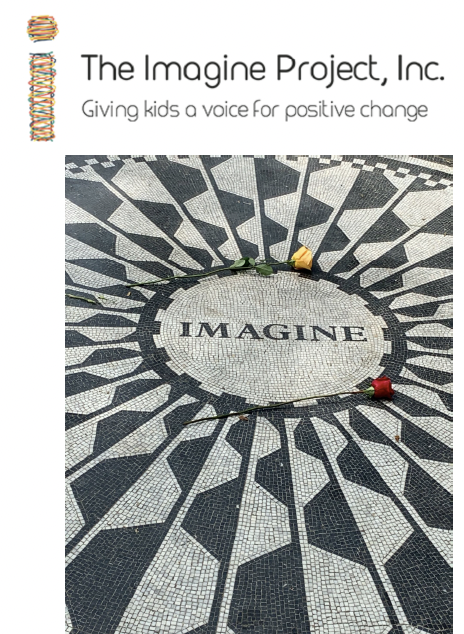 The Imagine Project, Inc.
Giving kids a voice for positive change
IMAGINE